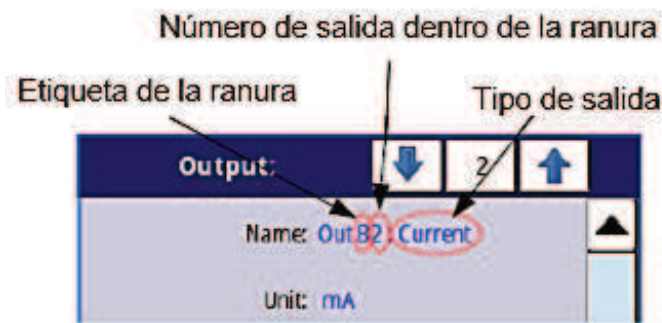 Número de salida dentro de la ranura
Etiqueta de la ranura
Tipo de salida
Output:
2
Name: Out.B2 : Current
Unit: mA